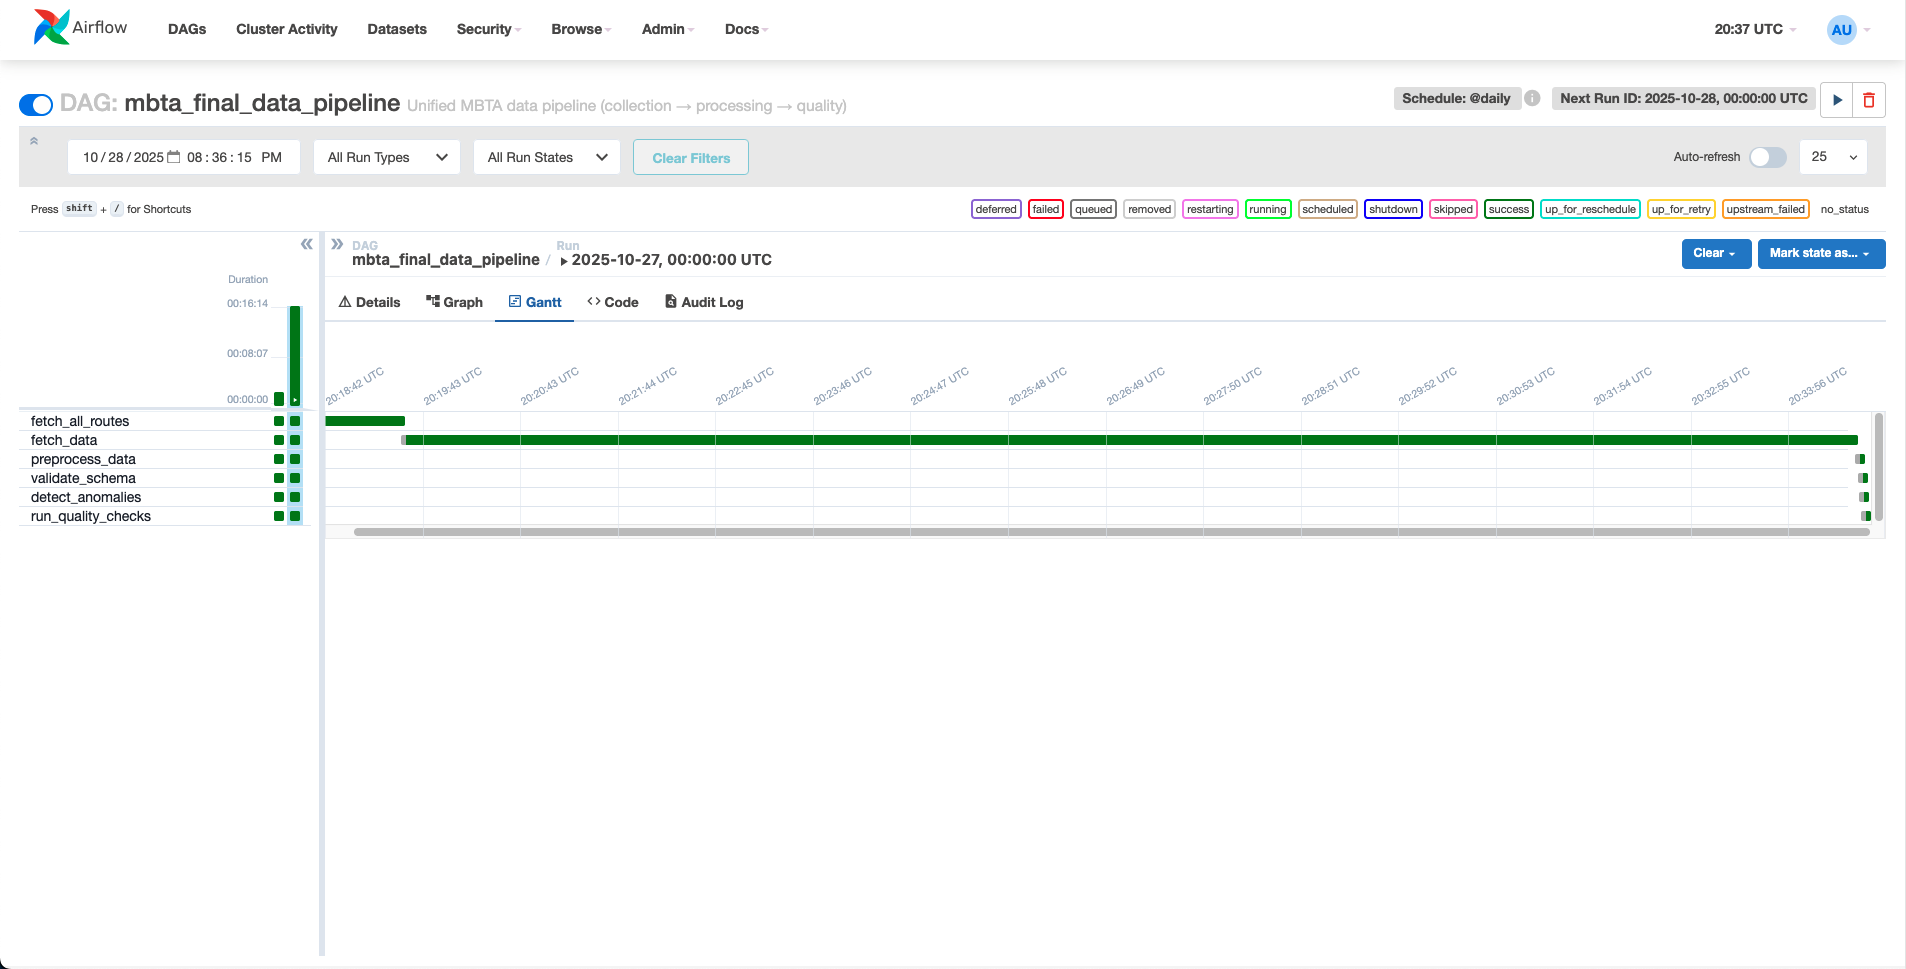 Airflow DAGs Cluster Activity Datasets Security Browse Admin Docs 20:37 UTC AU
DAG: mbta_final_data_pipeline Unified MBTA data pipeline (collection → processing → quality) Schedule: @daily i Next Run ID: 2025-10-28, 00:00:00 UTC
10/28/2025 08:36:15 PM All Run Types All Run States Clear Filters Auto-refresh 25
Press shift + / for Shortcuts deferred failed queued removed restarting running scheduled shutdown skipped success up_for_reschedule up_for_retry upstream_failed no_status
DAG Run
mbta_final_data_pipeline / 2025-10-27, 00:00:00 UTC Clear Mark state as...
Duration
00:16:14
00:08:07
00:00:00
Details Graph Gantt Code Audit Log
20:18:42 UTC 20:19:43 UTC 20:20:43 UTC 20:21:44 UTC 20:22:45 UTC 20:23:46 UTC 20:24:47 UTC 20:25:48 UTC 20:26:49 UTC 20:27:50 UTC 20:28:51 UTC 20:29:52 UTC 20:30:53 UTC 20:31:54 UTC 20:32:55 UTC 20:33:56 UTC
fetch_all_routes
fetch_data
preprocess_data
validate_schema
detect_anomalies
run_quality_checks